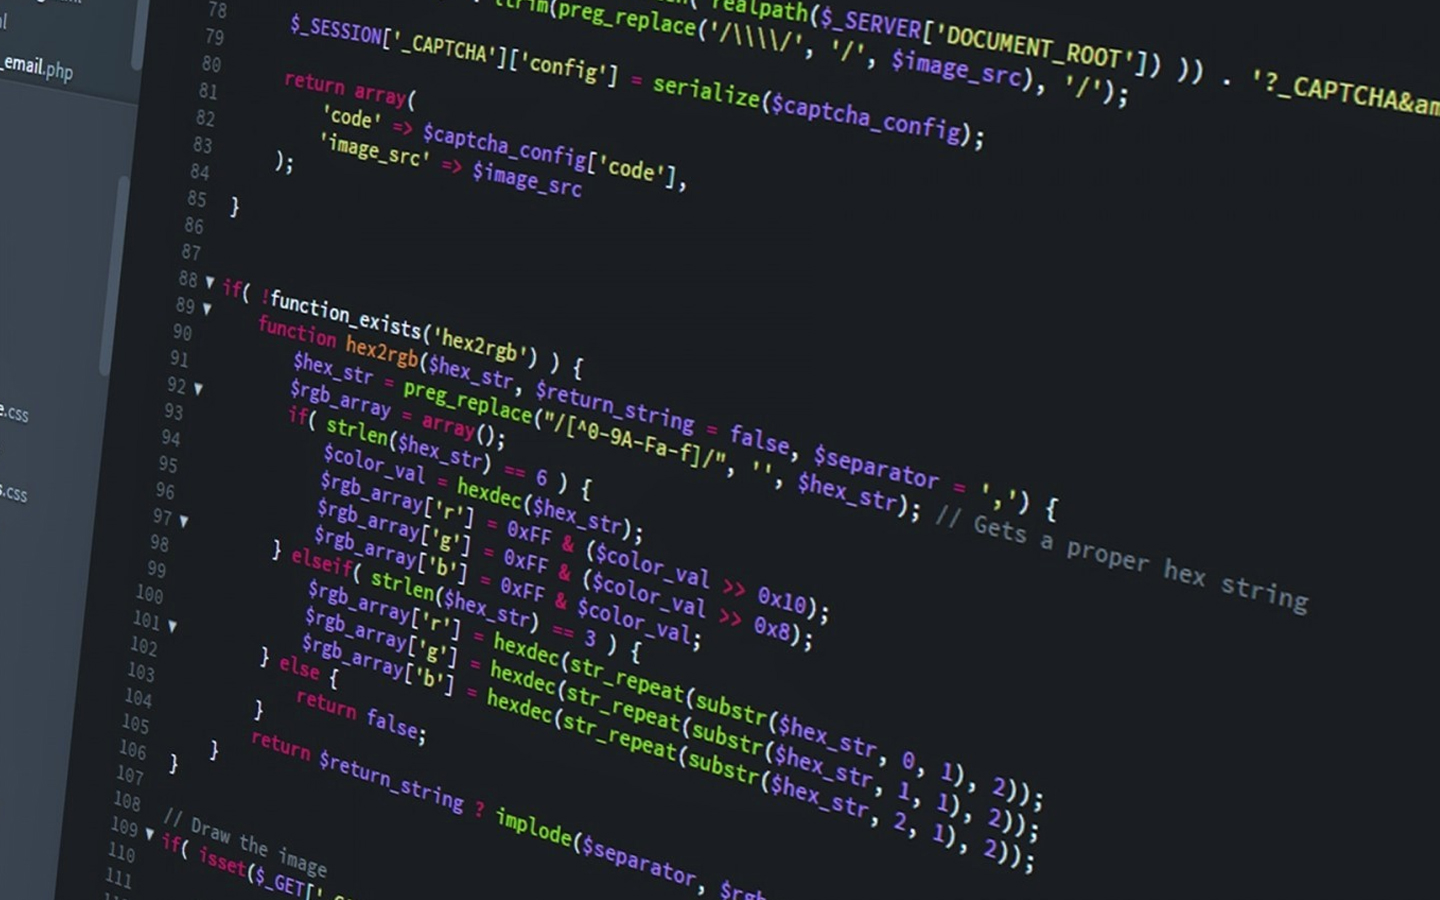 _email.php
.css
.css
78
79
80
81
82
83
84
85
86
87
88
89
90
91
92
93
94
95
96
97
98
99
100
101
102
103
104
105
106
107
108
109
110
111
realpath($_SERVER['DOCUMENT_ROOT']) )) . '?_CAPTCHA&am
ltrim(preg_replace('/\\\\/', '/', $image_src), '/');
$_SESSION['_CAPTCHA']['config'] = serialize($captcha_config);
return array(
'code' => $captcha_config['code'],
'image_src' => $image_src
);
}
if( !function_exists('hex2rgb') ) {
function hex2rgb($hex_str, $return_string = false, $separator = ',') {
$hex_str = preg_replace("/[^0-9A-Fa-f]/", '', $hex_str); // Gets a proper hex string
$rgb_array = array();
if( strlen($hex_str) == 6 ) {
$color_val = hexdec($hex_str);
$rgb_array['r'] = 0xFF & ($color_val >> 0x10);
$rgb_array['g'] = 0xFF & ($color_val >> 0x8);
$rgb_array['b'] = 0xFF & $color_val;
} elseif( strlen($hex_str) == 3 ) {
$rgb_array['r'] = hexdec(str_repeat(substr($hex_str, 0, 1), 2));
$rgb_array['g'] = hexdec(str_repeat(substr($hex_str, 1, 1), 2));
$rgb_array['b'] = hexdec(str_repeat(substr($hex_str, 2, 1), 2));
} else {
return false;
}
return $return_string ? implode($separator, $rgb
}
}
// Draw the image
if( isset($_GET['